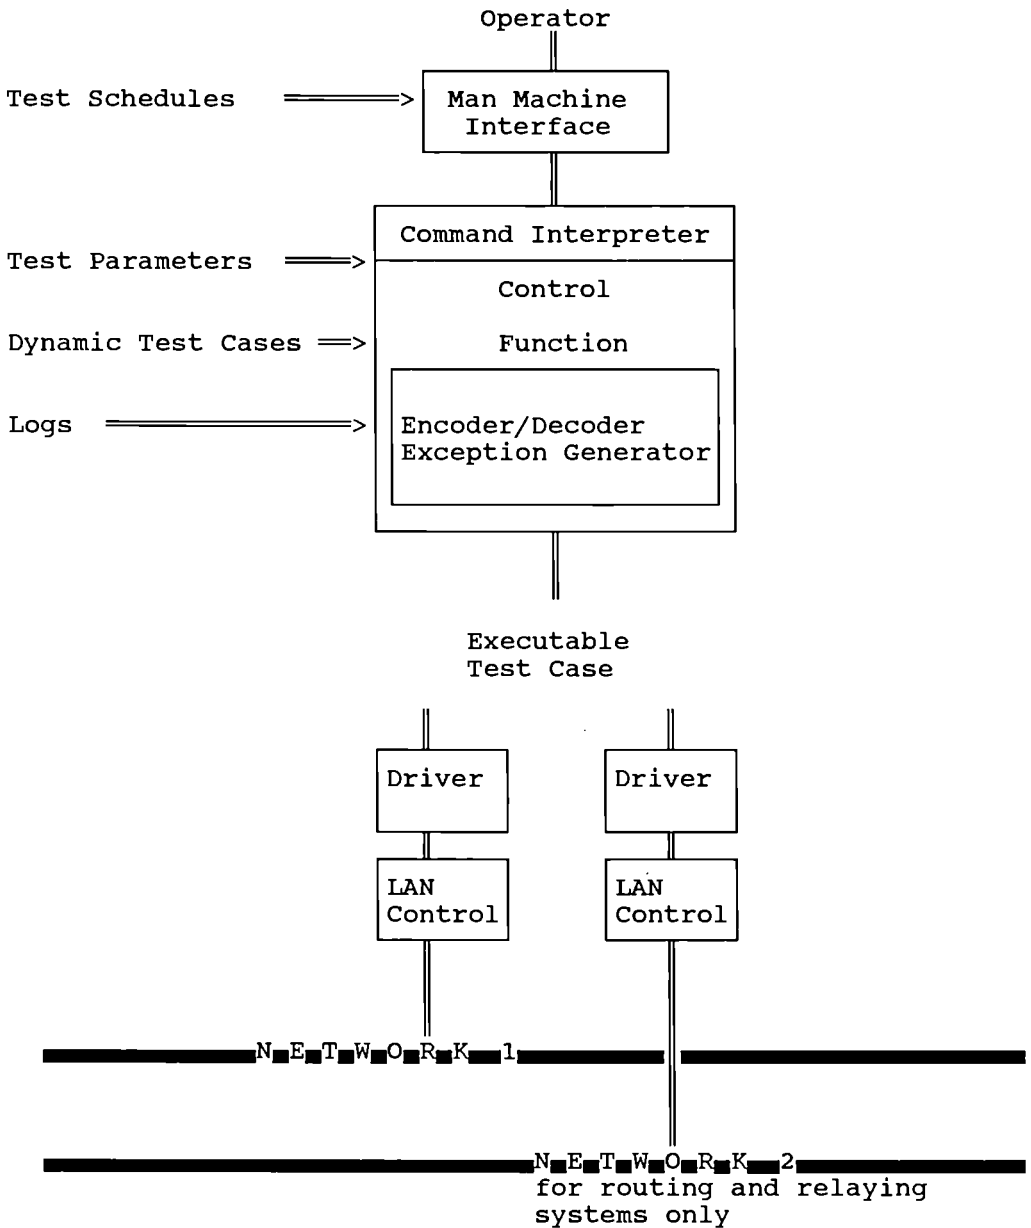 Operator
Test Schedules
Man Machine
Interface
Command Interpreter
Test Parameters
Control
Dynamic Test Cases
Function
Logs
Encoder/Decoder
Exception Generator
Executable
Test Case
Driver
Driver
LAN
Control
LAN
Control
NETWORK 1
NETWORK 2
for routing and relaying
systems only